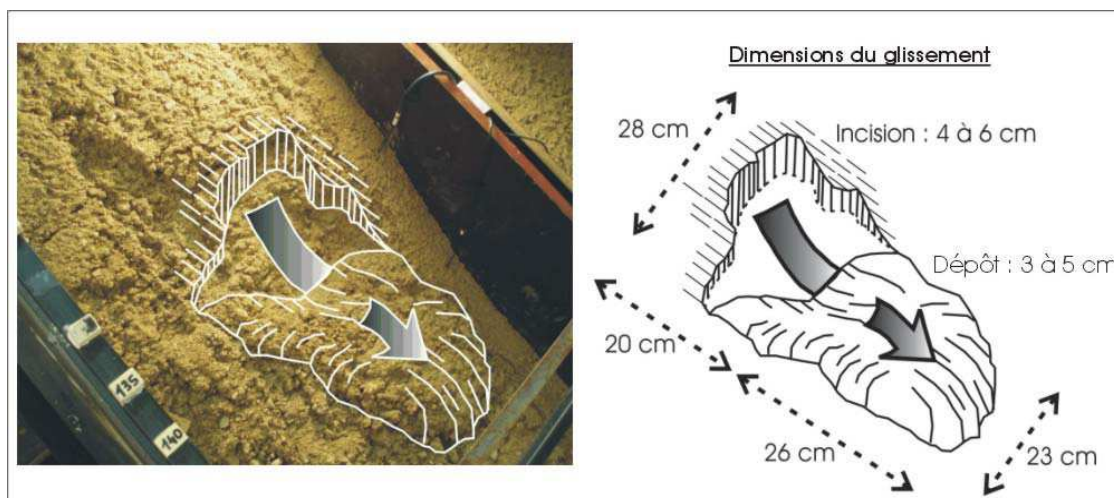 Dimensions du glissement
28 cm
Incision : 4 à 6 cm
Dépôt : 3 à 5 cm
20 cm
26 cm
23 cm
135
140